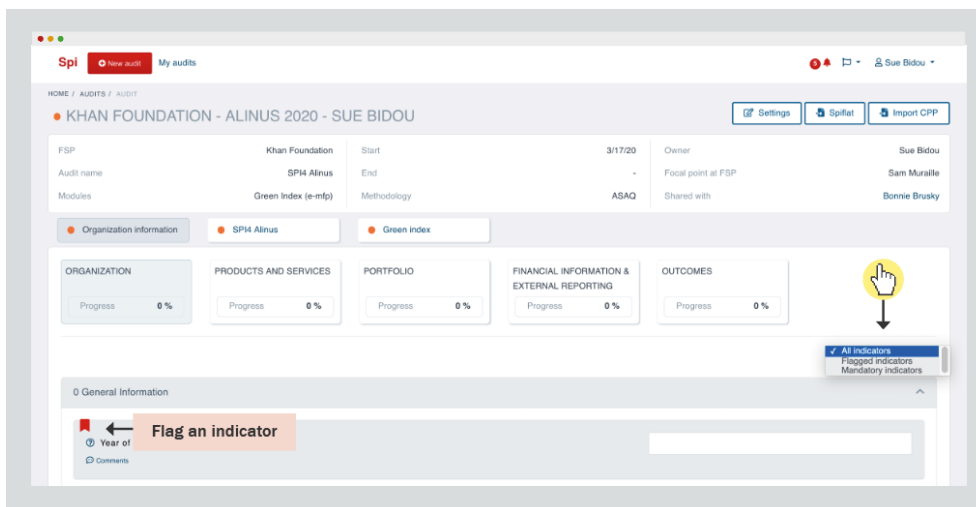 Spi New audit My audits 5 Sue Bidou
HOME / AUDITS / AUDIT
KHAN FOUNDATION - ALINUS 2020 - SUE BIDOU Settings Spiflat Import CPP
FSP Khan Foundation Start 3/17/20 Owner Sue Bidou
Audit name SPI4 Alinus End - Focal point at FSP Sam Muraille
Modules Green Index (e-mfp) Methodology ASAQ Shared with Bonnie Brusky
Organization information SPI4 Alinus Green index
ORGANIZATION PRODUCTS AND SERVICES PORTFOLIO FINANCIAL INFORMATION & OUTCOMES
EXTERNAL REPORTING
Progress 0 % Progress 0 % Progress 0 % Progress 0 % Progress 0 %
✓ All indicators
Flagged indicators
Mandatory indicators
0 General Information
Flag an indicator
Year of
Comments